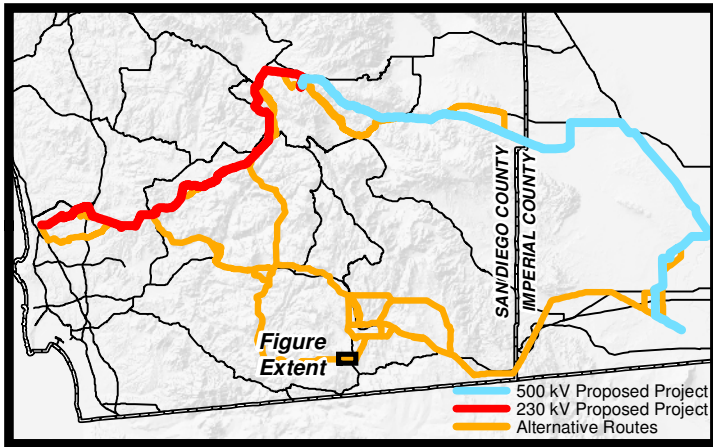 SAN DIEGO COUNTY
IMPERIAL COUNTY
Figure
Extent
500 kV Proposed Project
230 kV Proposed Project
Alternative Routes